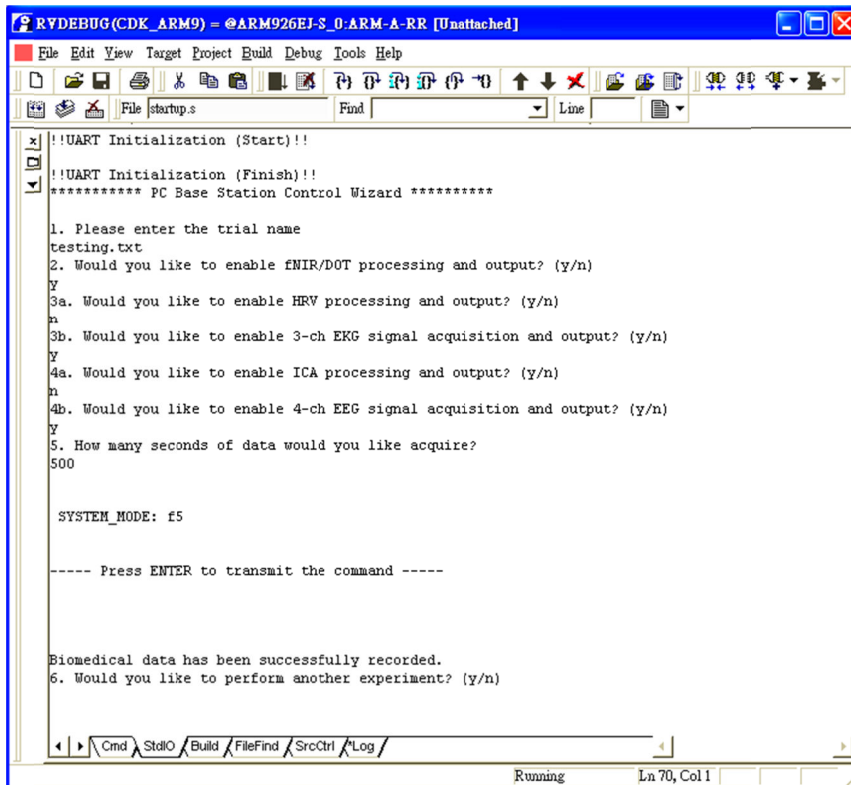 RVDEBUG(CDK_ARM9) = @ARM926EJ-S_0:ARM-A-RR [Unattached]
File Edit View Target Project Build Debug Tools Help
File startup.s Find Line
!!UART Initialization (Start)!!
!!UART Initialization (Finish)!!
*********** PC Base Station Control Wizard **********
1. Please enter the trial name
testing.txt
2. Would you like to enable fNIR/DOT processing and output? (y/n)
y
3a. Would you like to enable HRV processing and output? (y/n)
n
3b. Would you like to enable 3-ch EKG signal acquisition and output? (y/n)
y
4a. Would you like to enable ICA processing and output? (y/n)
n
4b. Would you like to enable 4-ch EEG signal acquisition and output? (y/n)
y
5. How many seconds of data would you like acquire?
500
SYSTEM_MODE: f5
----- Press ENTER to transmit the command -----
Biomedical data has been successfully recorded.
6. Would you like to perform another experiment? (y/n)
Cmd StdIO Build FileFind SrcCtrl *Log
Running Ln 70, Col 1